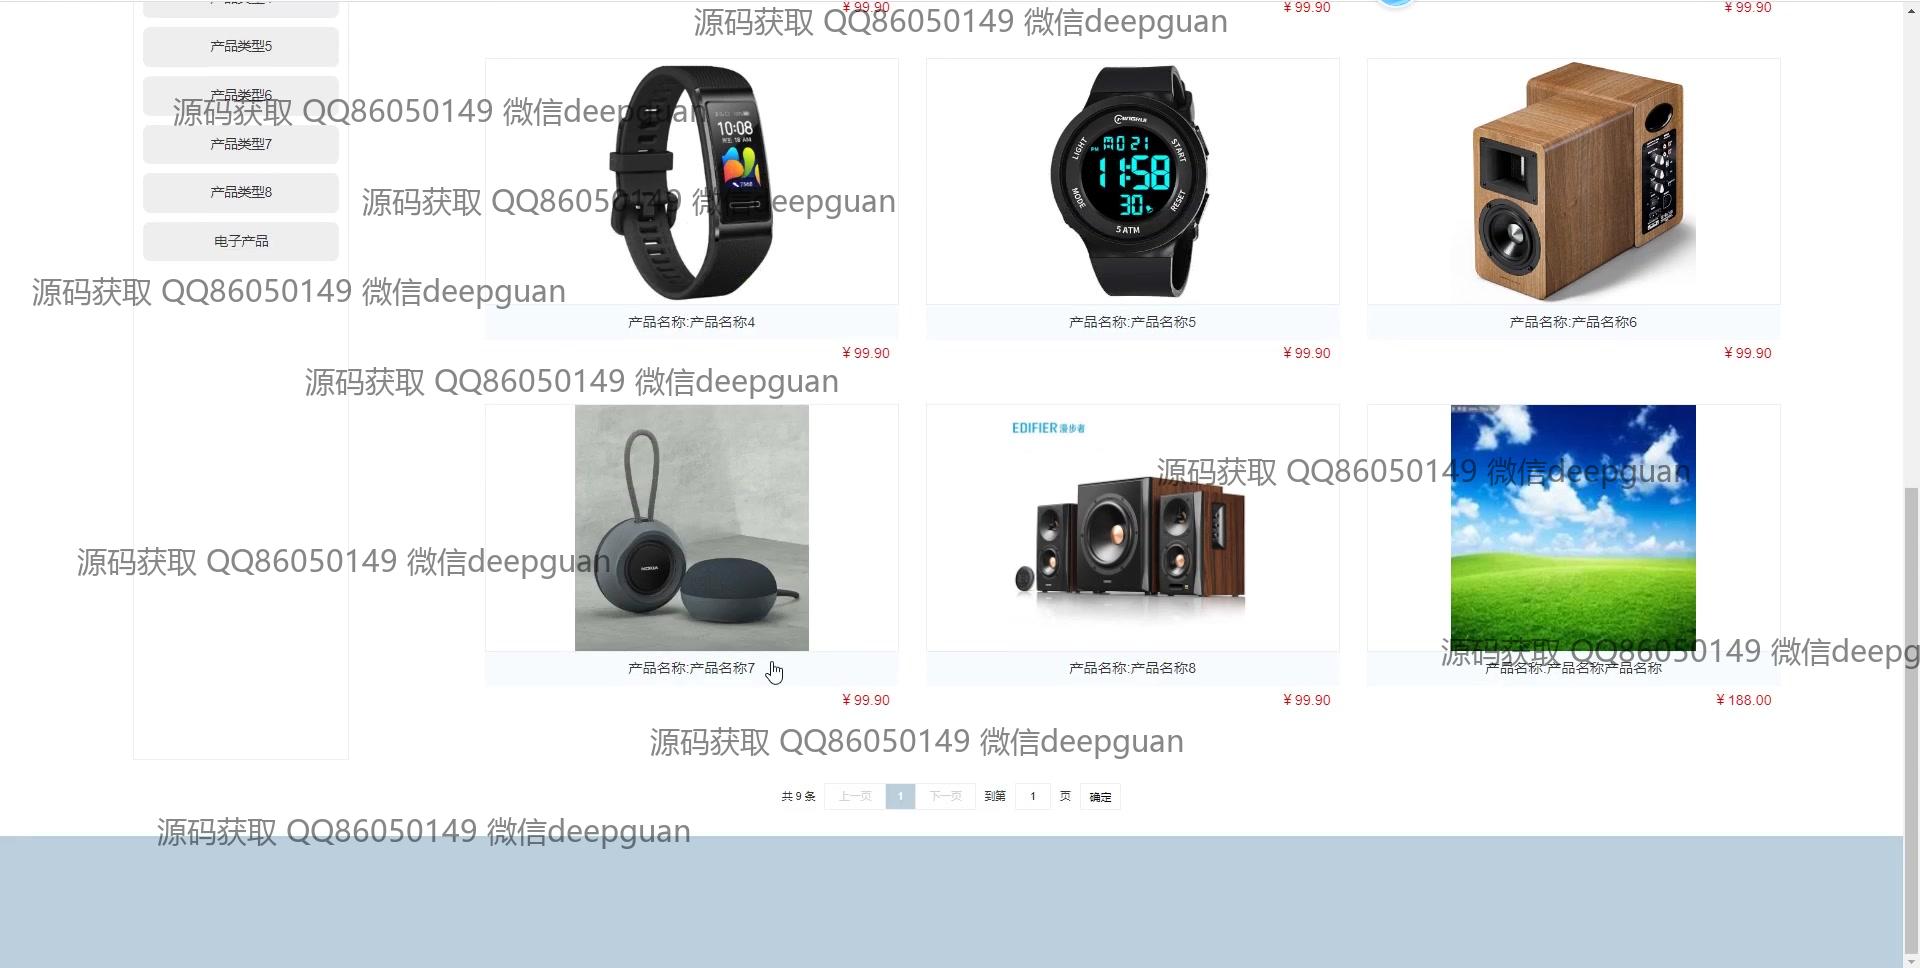 ¥ 99.90
¥ 99.90
¥ 99.90
源码获取 QQ86050149 微信deepguan
产品类型5
产品类型6
源码获取 QQ86050149 微信deepguan
产品类型7
产品类型8
源码获取 QQ86050149 微信deepguan
电子产品
10:08
MINGRUI
LIGHT
START
PM MO 21
11:58
30
MODE
RESET
5 ATM
源码获取 QQ86050149 微信deepguan
产品名称:产品名称4
产品名称:产品名称5
产品名称:产品名称6
¥ 99.90
¥ 99.90
¥ 99.90
源码获取 QQ86050149 微信deepguan
EDIFIER 漫步者
源码获取 QQ86050149 微信deepguan
NOKIA
源码获取 QQ86050149 微信deepguan
源码获取 QQ86050149 微信deepg
产品名称:产品名称7
产品名称:产品名称8
产品名称:产品名称产品名称
¥ 99.90
¥ 99.90
¥ 188.00
源码获取 QQ86050149 微信deepguan
共 9 条 上一页 1 下一页 到第 1 页 确定
源码获取 QQ86050149 微信deepguan